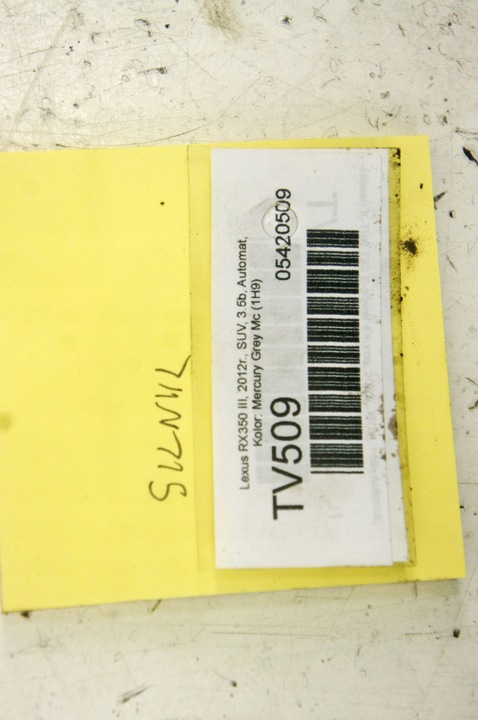 SILNIK
Lexus RX350 III, 2012r., SUV, 3.5b, Automat,
Kolor: Mercury Grey Mc (1H9)
TV509
05420509